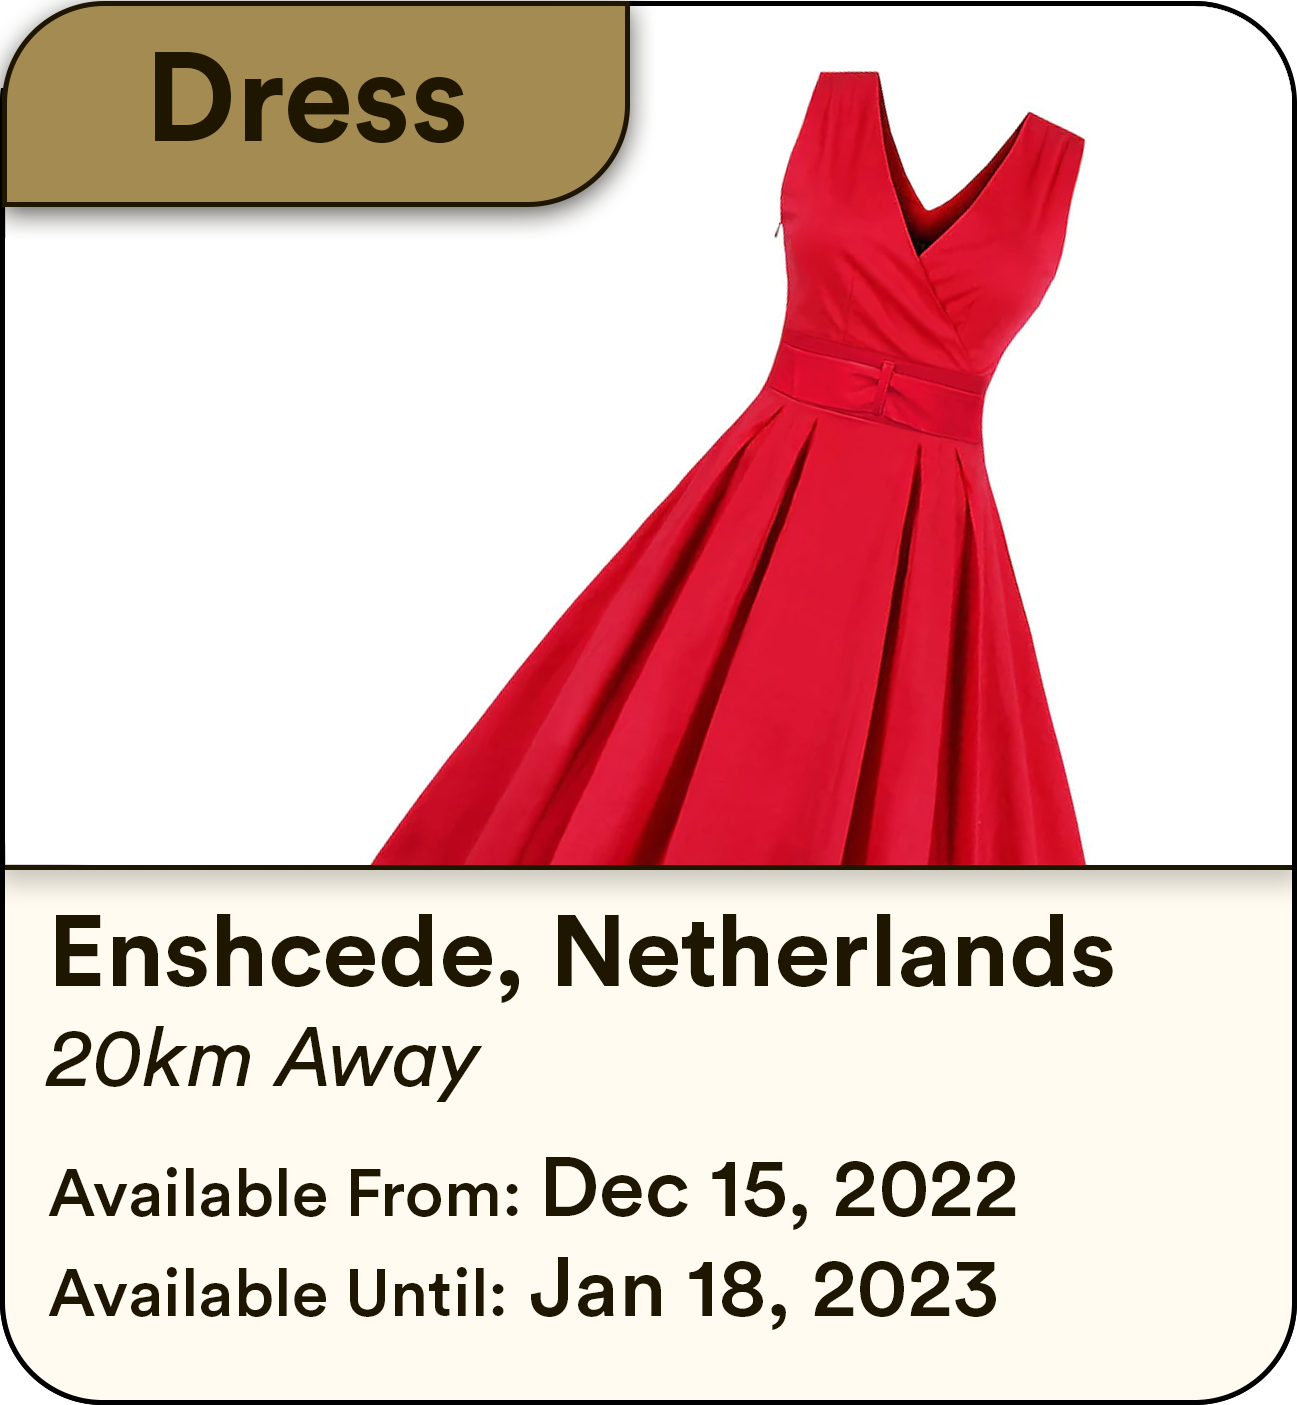 Dress
Enshcede, Netherlands
20km Away
Available From: Dec 15, 2022
Available Until: Jan 18, 2023